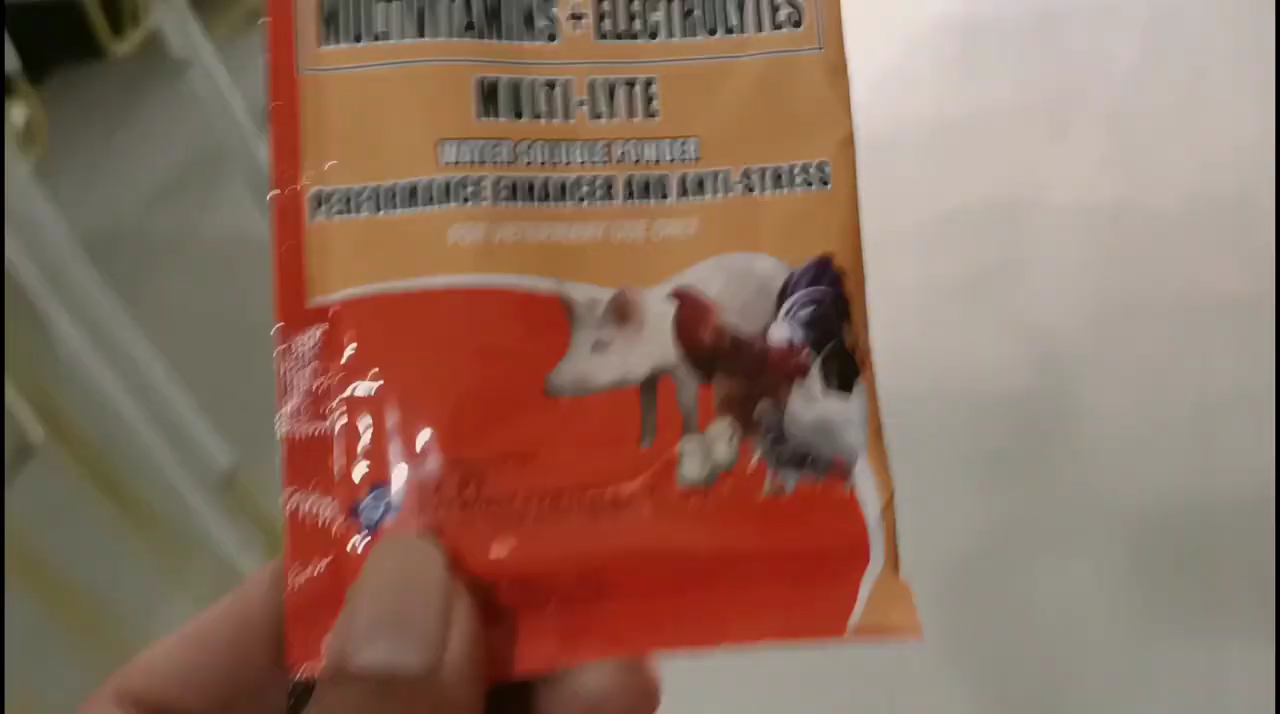 MULTIVITAMINS + ELECTROLYTES
MULTI-LYTE
WATER SOLUBLE POWDER
PERFORMANCE ENHANCER AND ANTI-STRESS
FOR VETERINARY USE ONLY